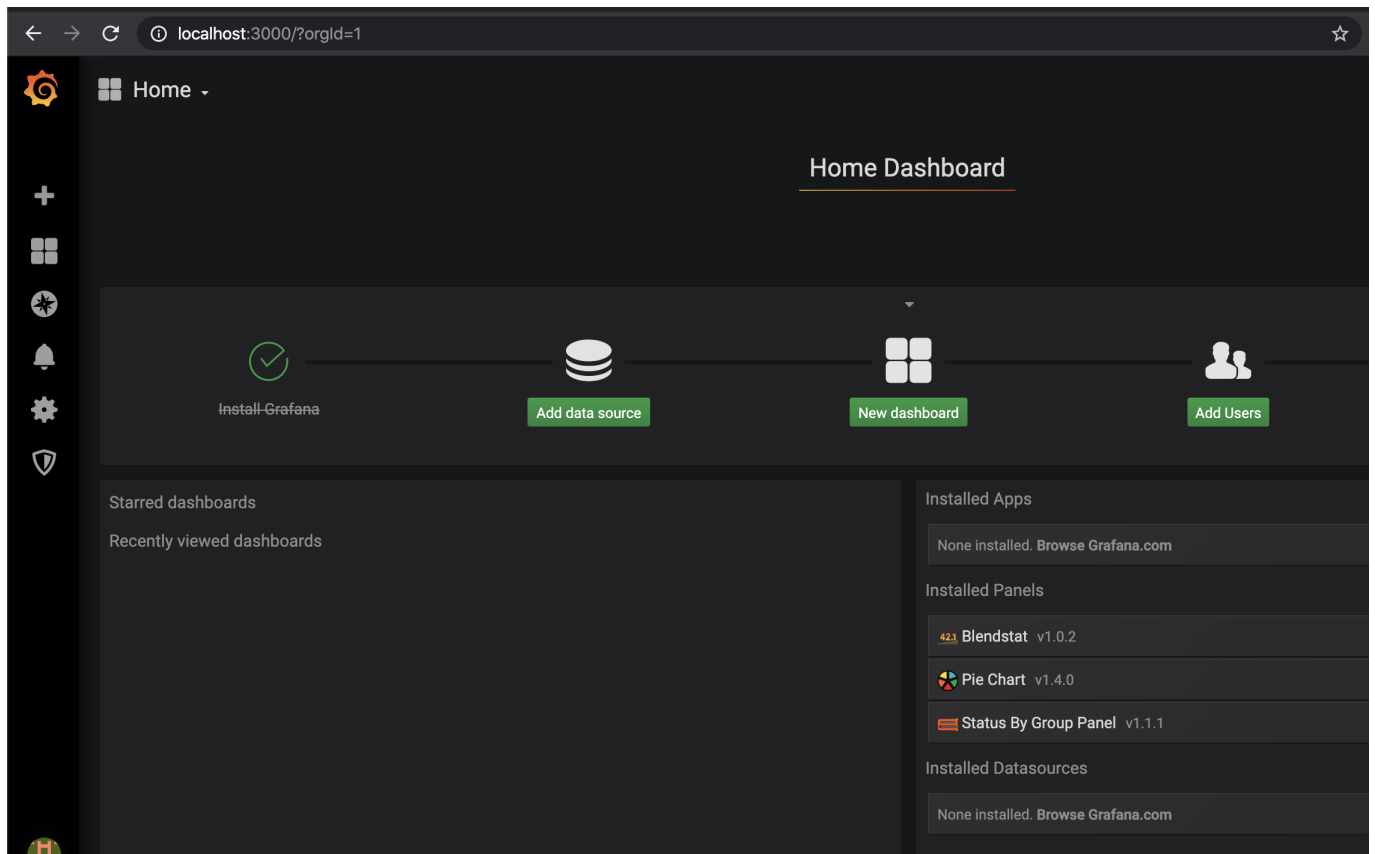 localhost:3000/?orgId=1
Home
Home Dashboard
Install Grafana
Add data source
New dashboard
Add Users
Starred dashboards
Recently viewed dashboards
Installed Apps
None installed. Browse Grafana.com
Installed Panels
42.1 Blendstat v1.0.2
Pie Chart v1.4.0
Status By Group Panel v1.1.1
Installed Datasources
None installed. Browse Grafana.com